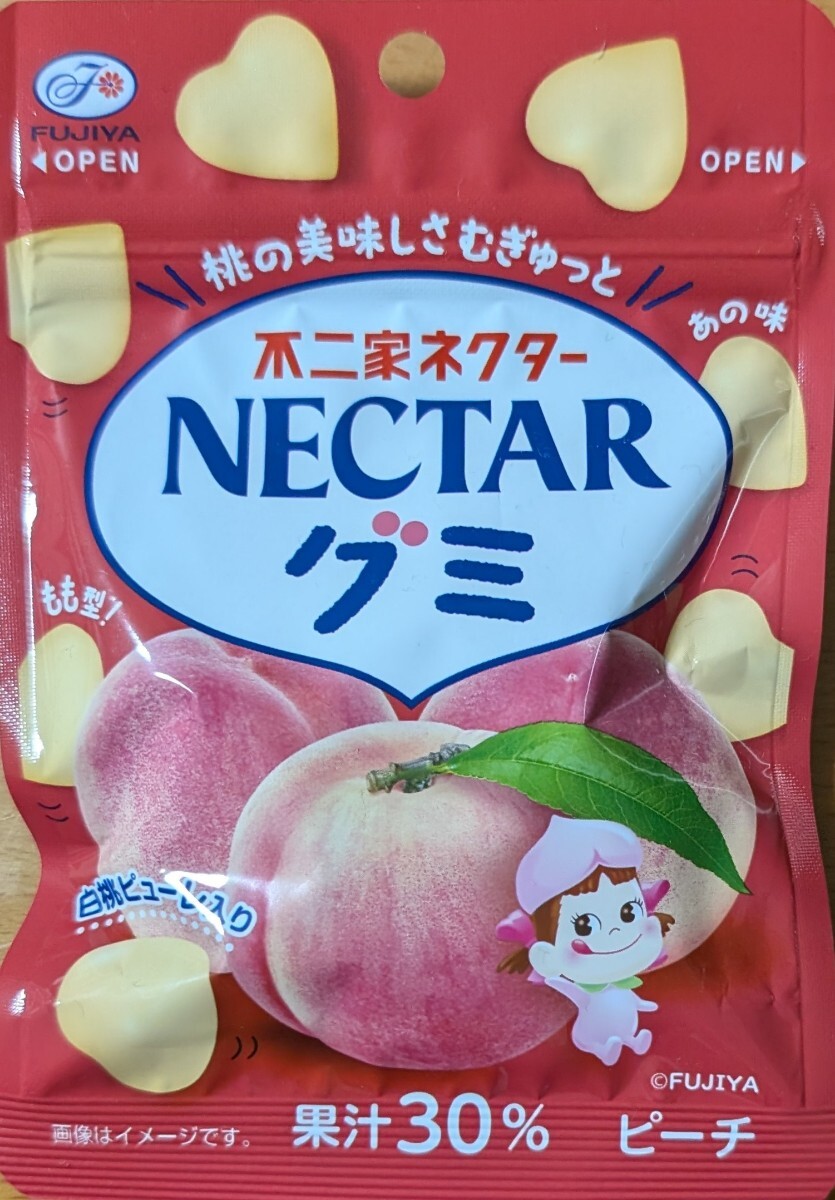 FUJIYA
◀OPEN
OPEN▶
桃の美味しさむぎゅっと
あの味
不二家ネクター
NECTAR
グミ
もも型!
白桃ピューレ入り
©FUJIYA
画像はイメージです。
果汁30%
ピーチ